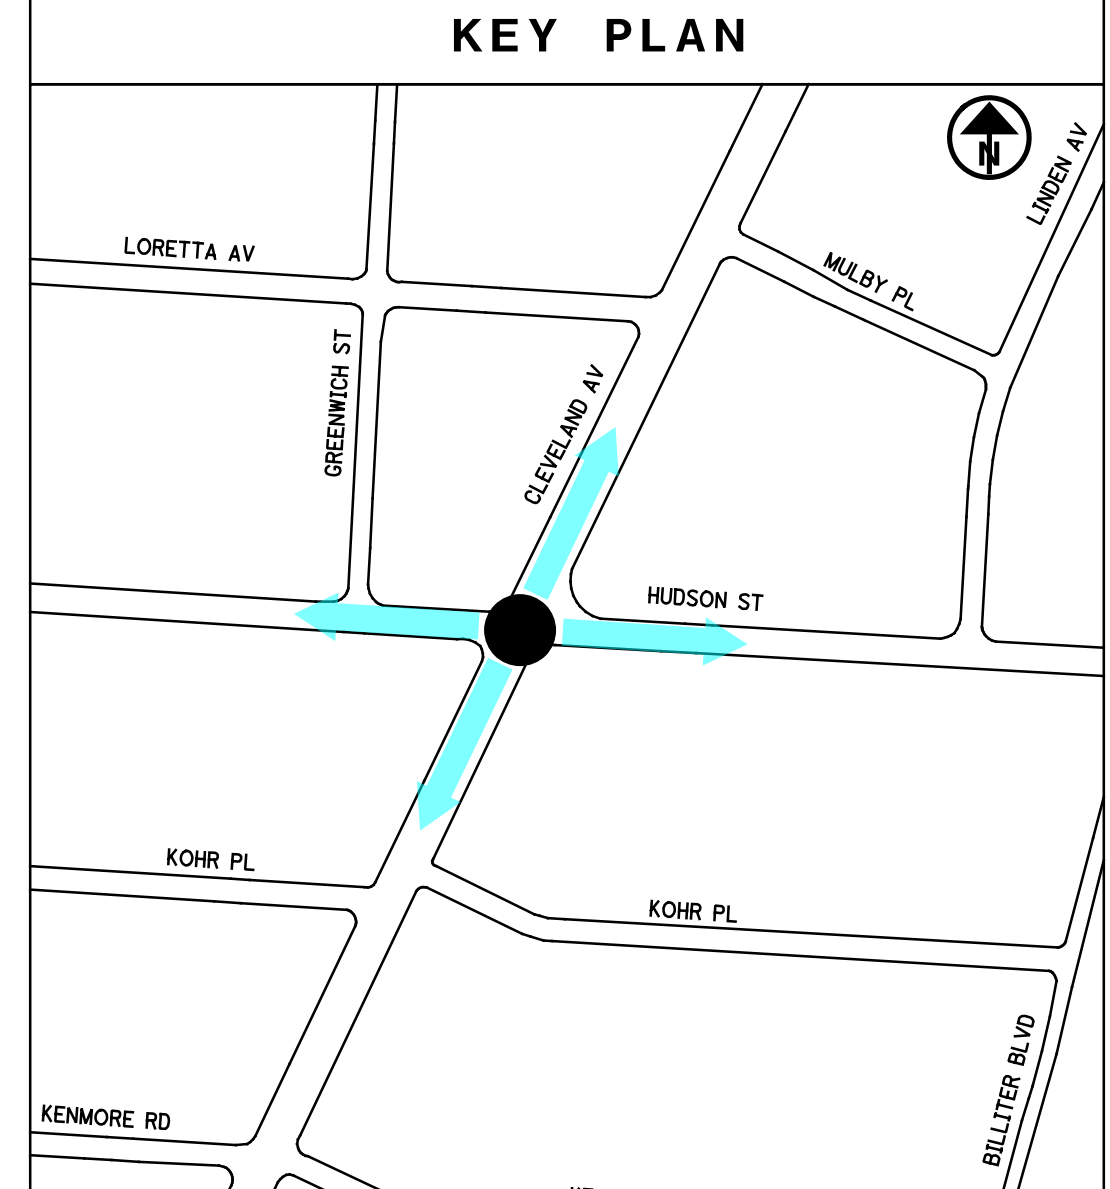 KEY PLAN
N
LINDEN AV
LORETTA AV
MULBY PL
GREENWICH ST
CLEVELAND AV
HUDSON ST
KOHR PL
KOHR PL
BILLITER BLVD
KENMORE RD